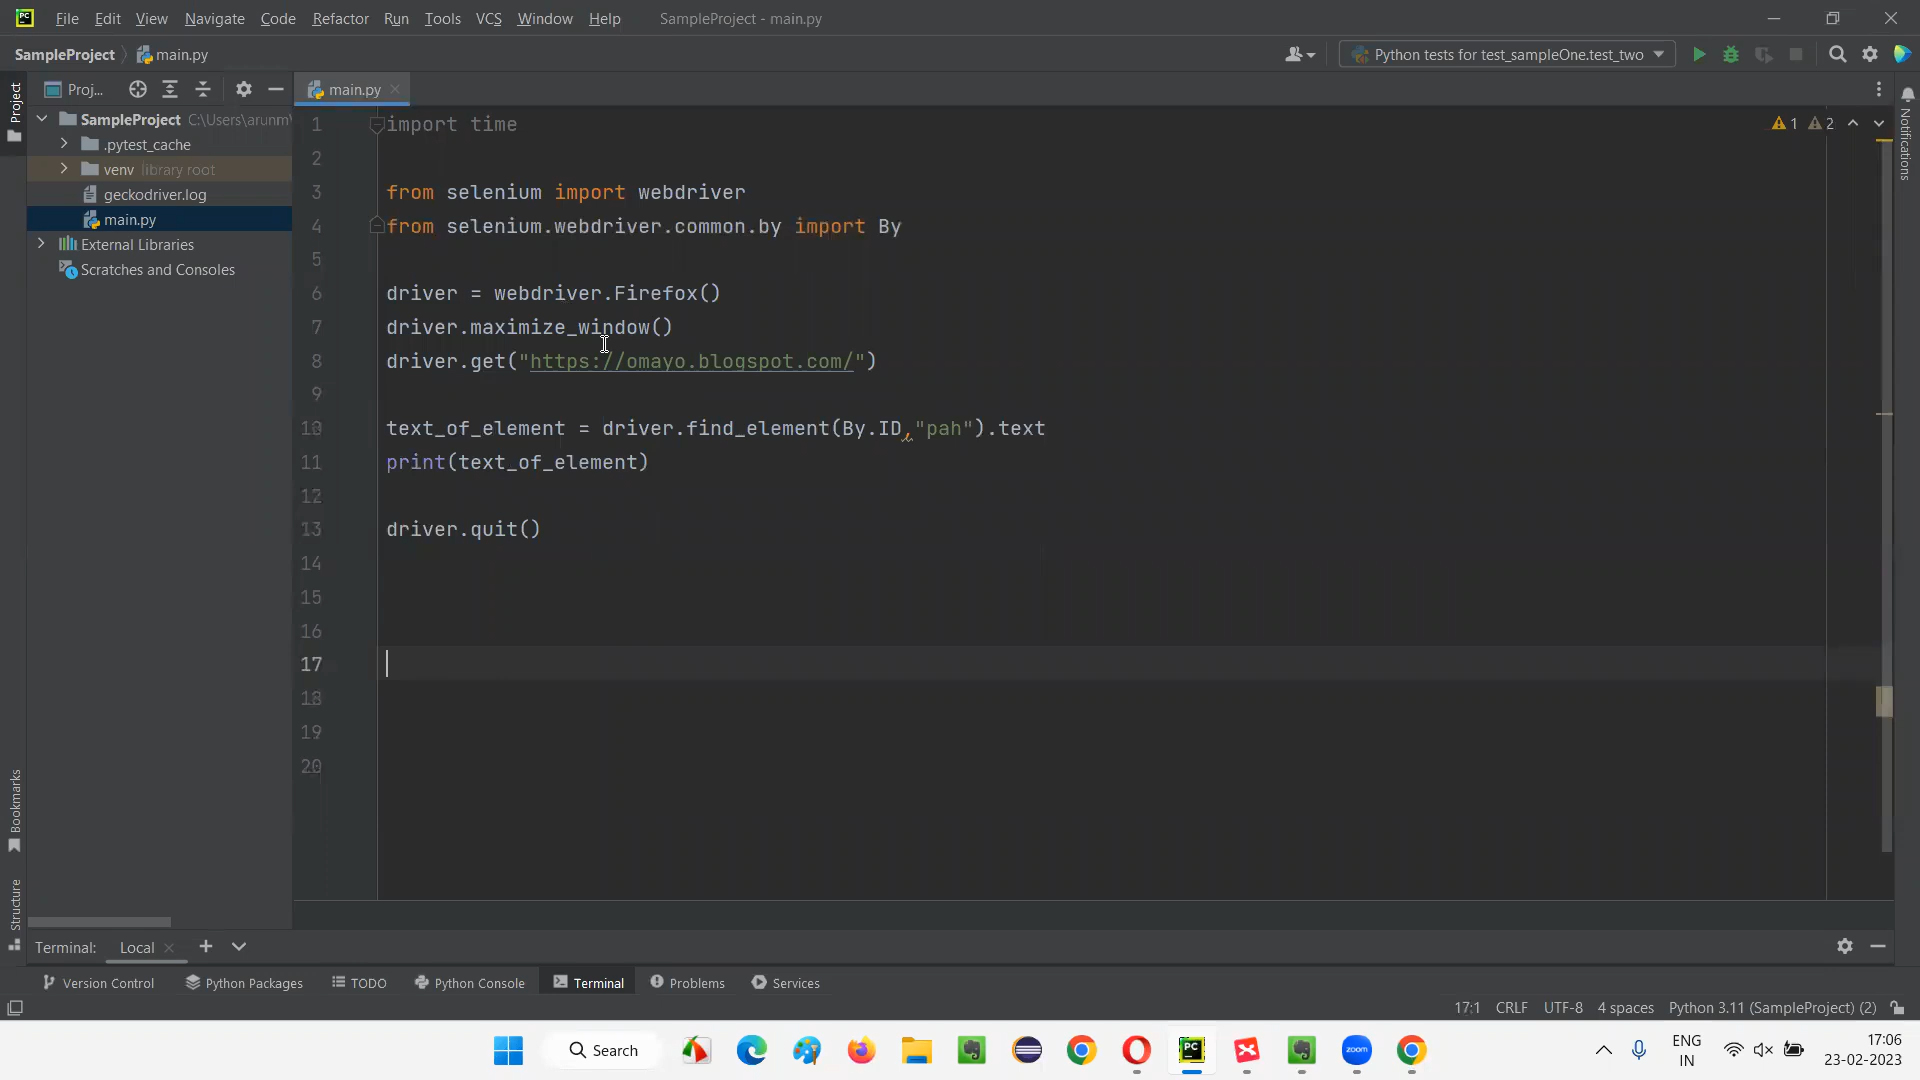 File Edit View Navigate Code Refactor Run Tools VCS Window Help SampleProject - main.py
SampleProject main.py Python tests for test_sampleOne.test_two
Project Proj... main.py
SampleProject C:\Users\arunm
.pytest_cache
venv library root
geckodriver.log
main.py
External Libraries
Scratches and Consoles
1 import time
2
3 from selenium import webdriver
4 from selenium.webdriver.common.by import By
5
6 driver = webdriver.Firefox()
7 driver.maximize_window()
8 driver.get("https://omayo.blogspot.com/")
9
10 text_of_element = driver.find_element(By.ID,"pah").text
11 print(text_of_element)
12
13 driver.quit()
14
15
16
17
18
19
20
1 2
Notifications
Bookmarks
Structure
Terminal: Local
Version Control Python Packages TODO Python Console Terminal Problems Services
17:1 CRLF UTF-8 4 spaces Python 3.11 (SampleProject) (2)
PC
Search
PC
zoom
ENG
IN
17:06
23-02-2023